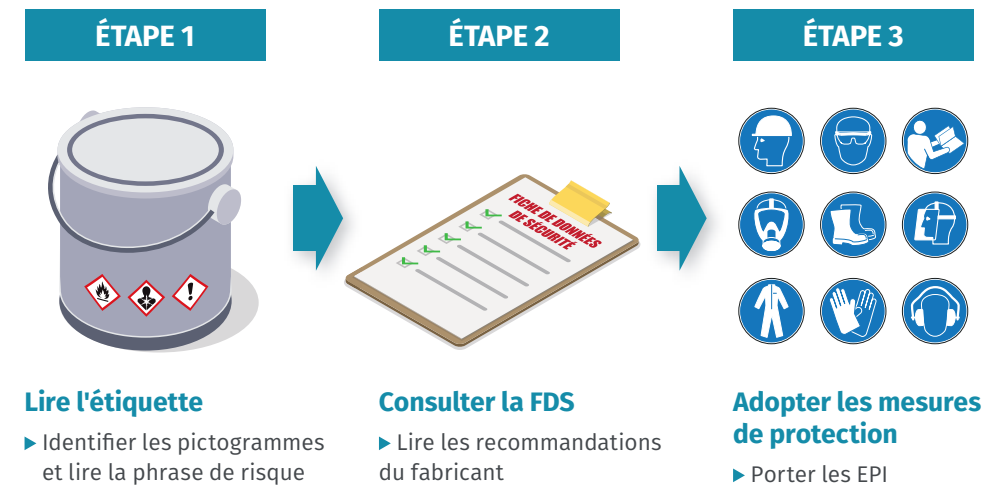 ÉTAPE 1
ÉTAPE 2
ÉTAPE 3
FICHE DE DONNÉES
DE SÉCURITÉ
Lire l'étiquette
▸ Identifier les pictogrammes
et lire la phrase de risque
Consulter la FDS
▸ Lire les recommandations
du fabricant
Adopter les mesures
de protection
▸ Porter les EPI